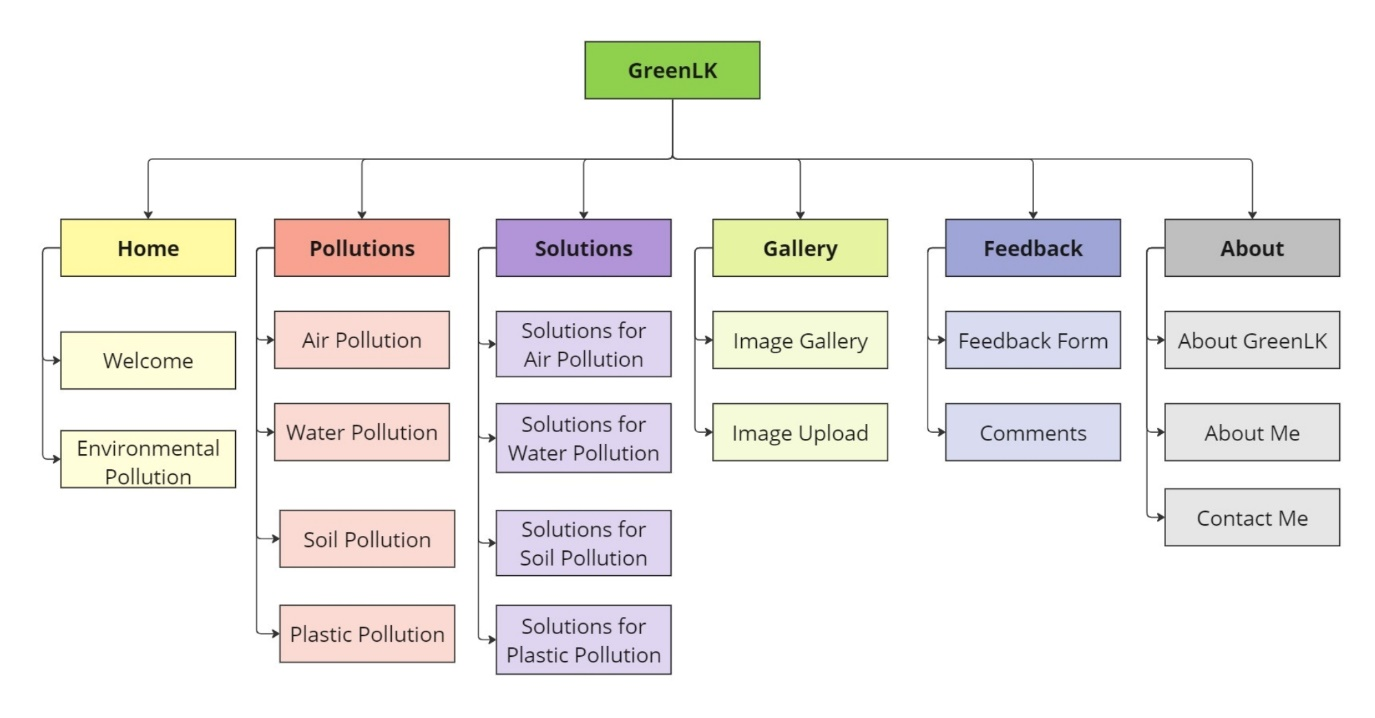 GreenLK
Home
Pollutions
Solutions
Gallery
Feedback
About
Welcome
Environmental
Pollution
Air Pollution
Water Pollution
Soil Pollution
Plastic Pollution
Solutions for
Air Pollution
Solutions for
Water Pollution
Solutions for
Soil Pollution
Solutions for
Plastic Pollution
Image Gallery
Image Upload
Feedback Form
Comments
About GreenLK
About Me
Contact Me